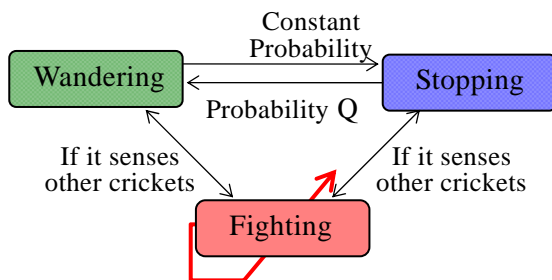 Constant
Probability
Wandering
Stopping
Probability Q
If it senses
other crickets
If it senses
other crickets
Fighting